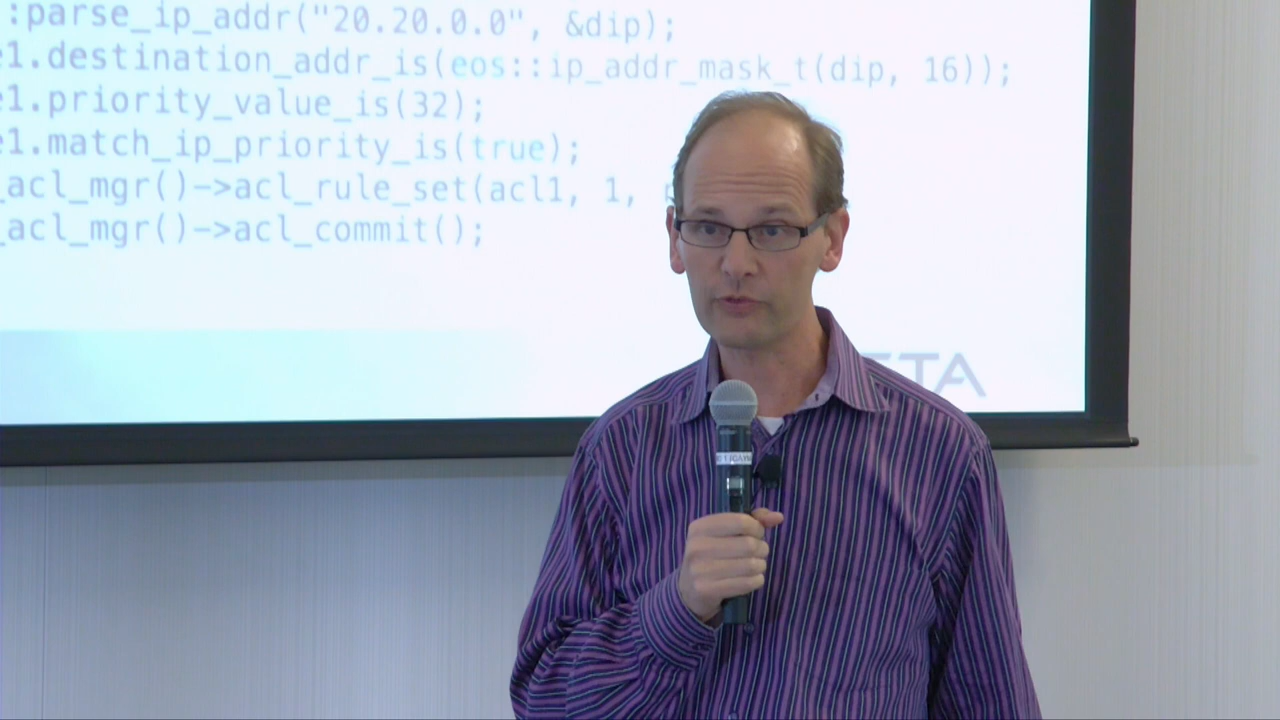 :parse_ip_addr("20.20.0.0", &dip);
e1.destination_addr_is(eos::ip_addr_mask_t(dip, 16));
e1.priority_value_is(32);
e1.match_ip_priority_is(true);
_acl_mgr()->acl_rule_set(acl1, 1,
_acl_mgr()->acl_commit();